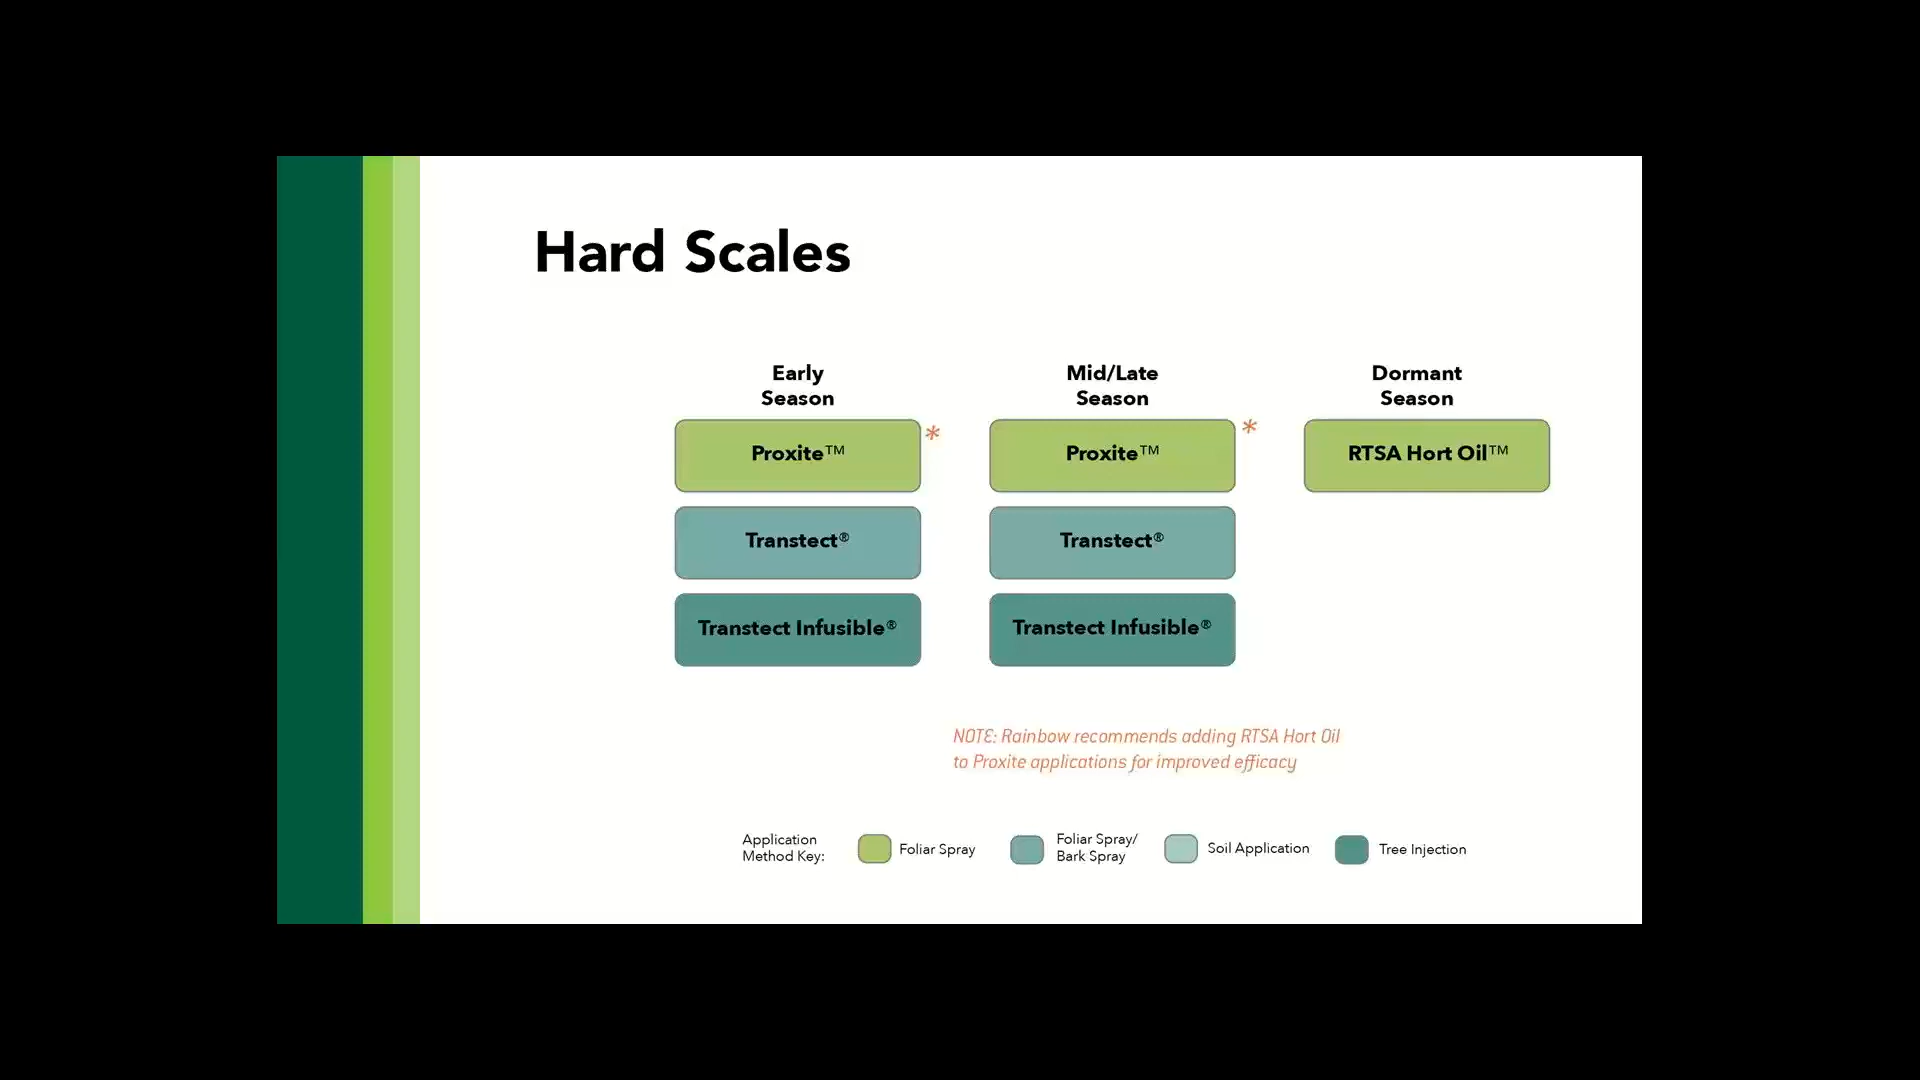 Hard Scales
Early
Season
Mid/Late
Season
Dormant
Season
Proxite™
*
Proxite™
*
RTSA Hort Oil™
Transtect®
Transtect®
Transtect Infusible®
Transtect Infusible®
NOTE: Rainbow recommends adding RTSA Hort Oil
to Proxite applications for improved efficacy
Application
Method Key:
Foliar Spray
Foliar Spray/
Bark Spray
Soil Application
Tree Injection